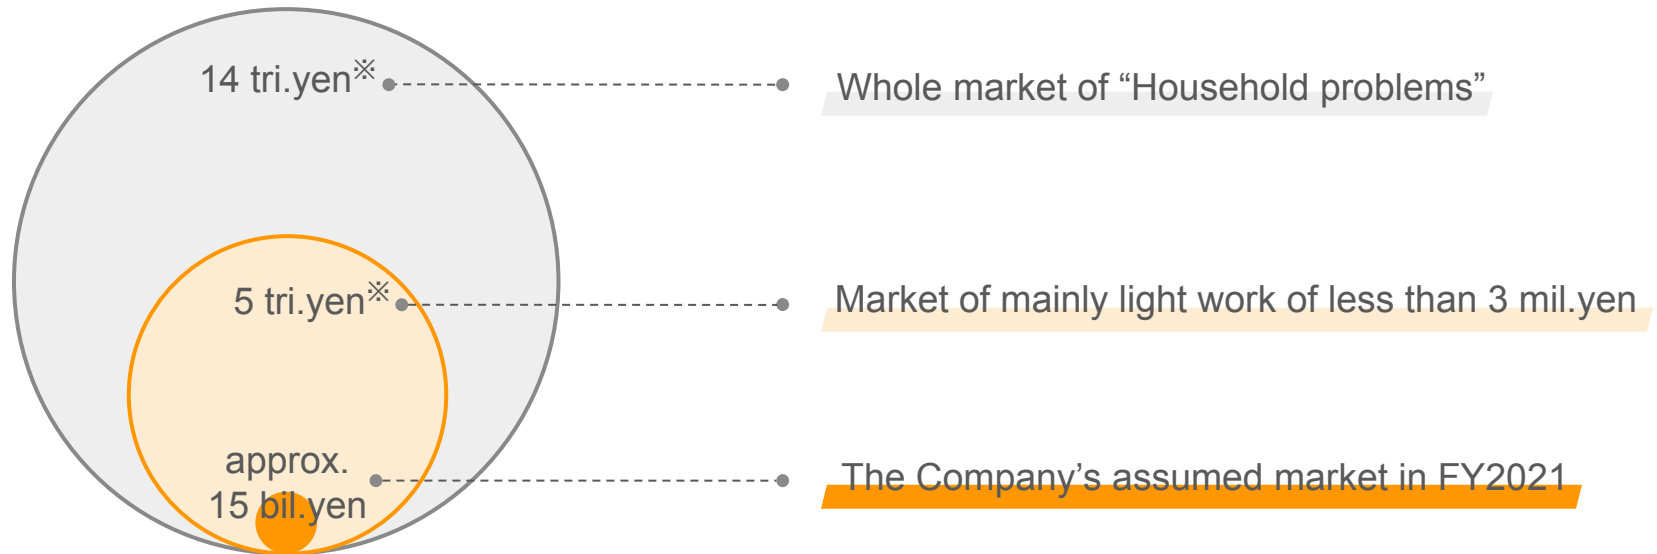 14 tri.yen※
Whole market of “Household problems”
5 tri.yen※
Market of mainly light work of less than 3 mil.yen
approx.
15 bil.yen
The Company’s assumed market in FY2021